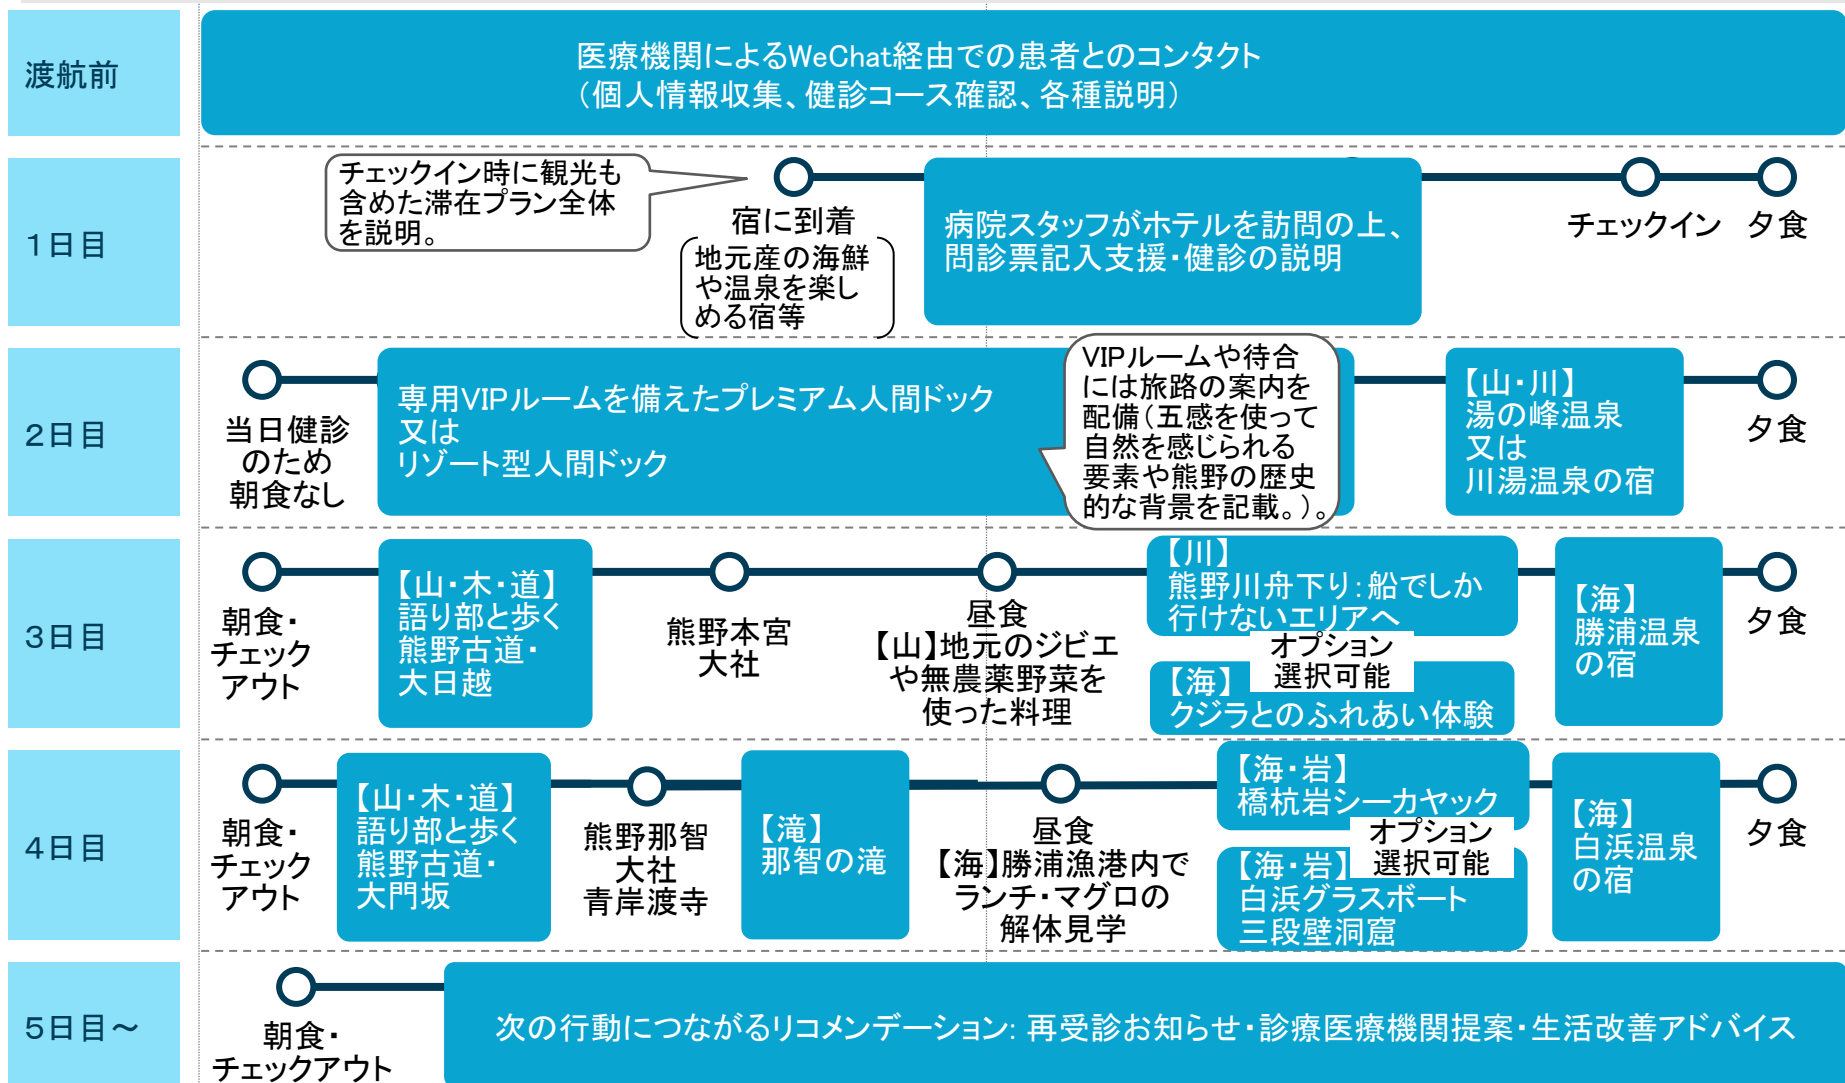 渡航前
医療機関によるWeChat経由での患者とのコンタクト
（個人情報収集、健診コース確認、各種説明）
1日目
チェックイン時に観光も
含めた滞在プラン全体
を説明。
宿に到着
地元産の海鮮
や温泉を楽し
める宿等
病院スタッフがホテルを訪問の上、
問診票記入支援・健診の説明
チェックイン
夕食
2日目
当日健診
のため
朝食なし
専用VIPルームを備えたプレミアム人間ドック
又は
リゾート型人間ドック
VIPルームや待合
には旅路の案内を
配備（五感を使って
自然を感じられる
要素や熊野の歴史
的な背景を記載。）。
【山・川】
湯の峰温泉
又は
川湯温泉の宿
夕食
3日目
朝食・
チェック
アウト
【山・木・道】
語り部と歩く
熊野古道・
大日越
熊野本宮
大社
昼食
【山】地元のジビエ
や無農薬野菜を
使った料理
【川】
熊野川舟下り：船でしか
行けないエリアへ
オプション
選択可能
【海】
クジラとのふれあい体験
【海】
勝浦温泉
の宿
夕食
4日目
朝食・
チェック
アウト
【山・木・道】
語り部と歩く
熊野古道・
大門坂
熊野那智
大社
青岸渡寺
【滝】
那智の滝
昼食
【海】勝浦漁港内で
ランチ・マグロの
解体見学
【海・岩】
橋杭岩シーカヤック
オプション
選択可能
【海・岩】
白浜グラスボート
三段壁洞窟
【海】
白浜温泉
の宿
夕食
5日目～
朝食・
チェックアウト
次の行動につながるリコメンデーション: 再受診お知らせ・診療医療機関提案・生活改善アドバイス